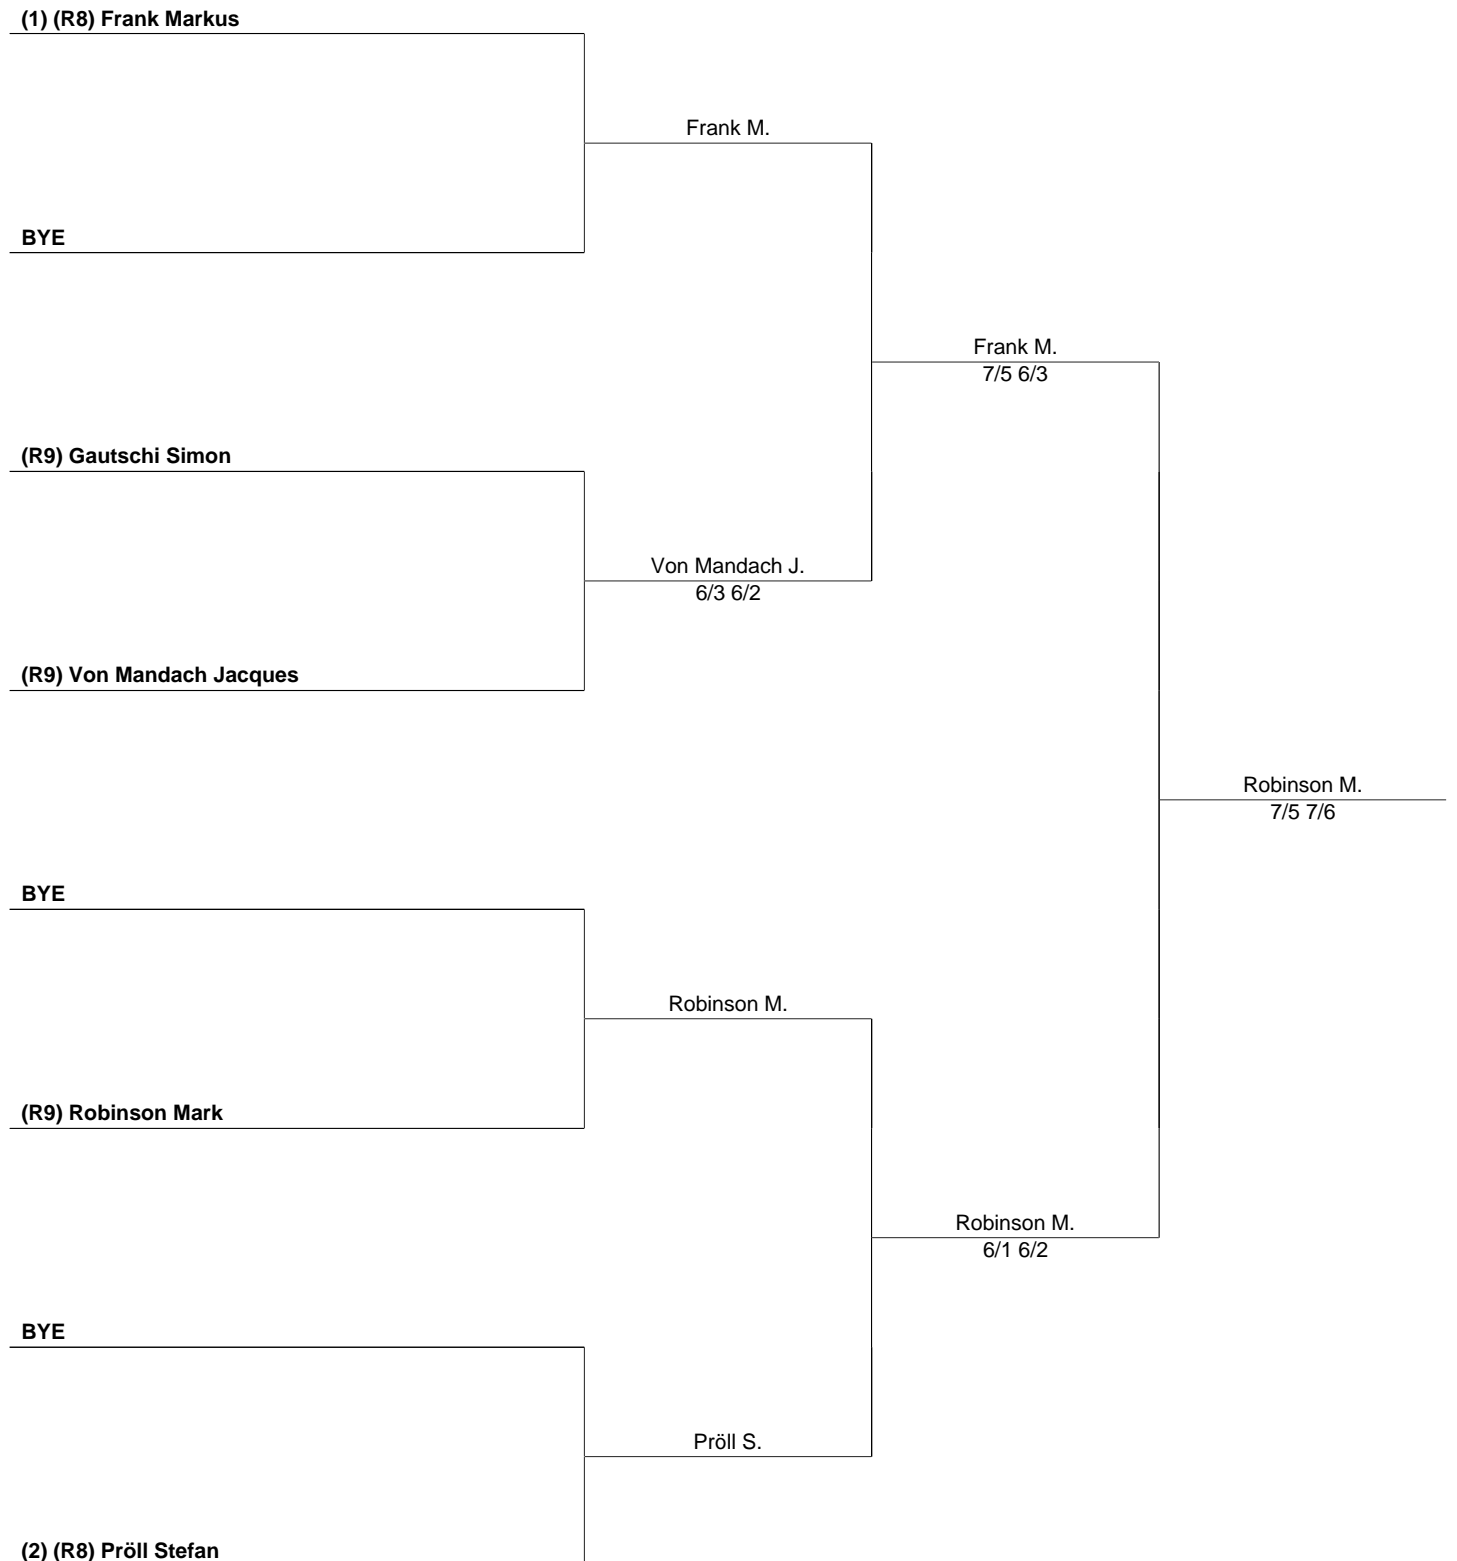 (1) (R8) Frank Markus
Frank M.
BYE
Frank M.
7/5 6/3
(R9) Gautschi Simon
Von Mandach J.
6/3 6/2
(R9) Von Mandach Jacques
Robinson M.
7/5 7/6
BYE
Robinson M.
(R9) Robinson Mark
Robinson M.
6/1 6/2
BYE
Pröll S.
(2) (R8) Pröll Stefan